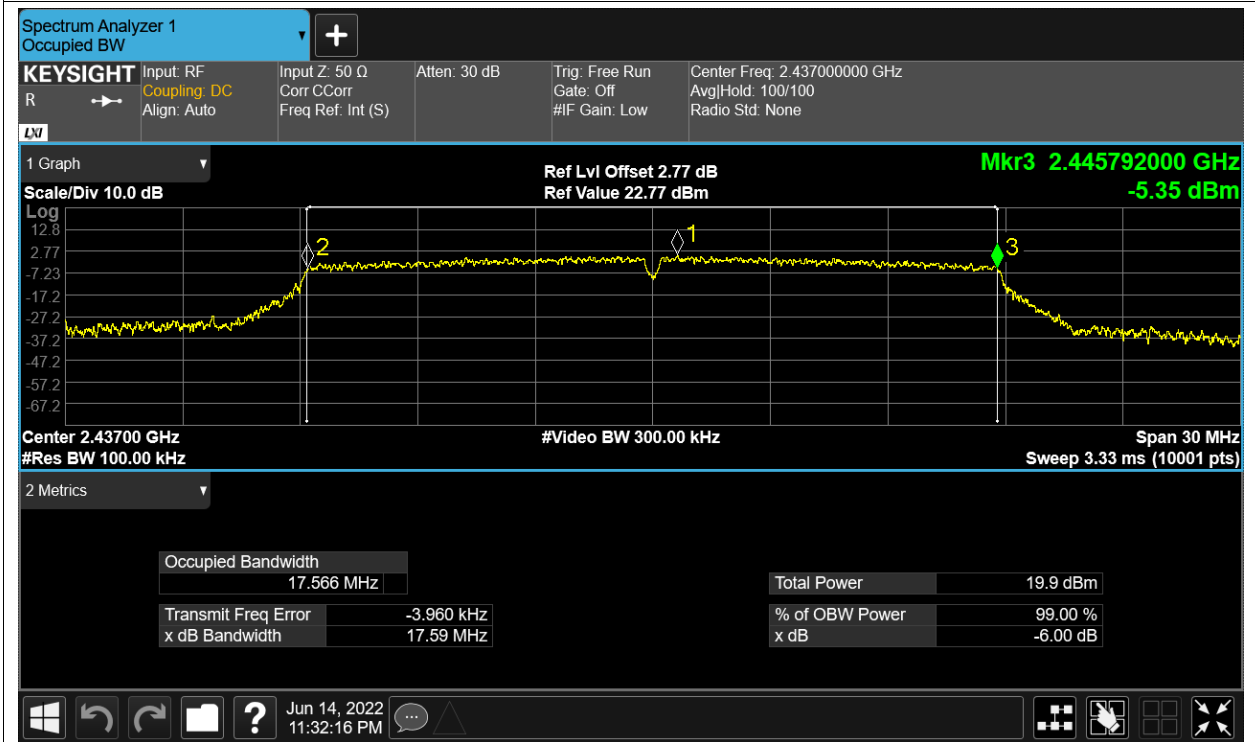 Spectrum Analyzer 1
Occupied BW
KEYSIGHT
R
LXI
Input: RF
Coupling: DC
Align: Auto
Input Z: 50 Ω
Corr CCorr
Freq Ref: Int (S)
Atten: 30 dB
Trig: Free Run
Gate: Off
#IF Gain: Low
Center Freq: 2.437000000 GHz
Avg|Hold: 100/100
Radio Std: None
1 Graph
Scale/Div 10.0 dB
Ref Lvl Offset 2.77 dB
Ref Value 22.77 dBm
Mkr3 2.445792000 GHz
-5.35 dBm
Log
12.8
2.77
-7.23
-17.2
-27.2
-37.2
-47.2
-57.2
-67.2
2
1
3
Center 2.43700 GHz
#Video BW 300.00 kHz
Span 30 MHz
#Res BW 100.00 kHz
Sweep 3.33 ms (10001 pts)
2 Metrics
Occupied Bandwidth
17.566 MHz
Total Power 19.9 dBm
Transmit Freq Error -3.960 kHz
% of OBW Power 99.00 %
x dB Bandwidth 17.59 MHz
x dB -6.00 dB
?
Jun 14, 2022
11:32:16 PM